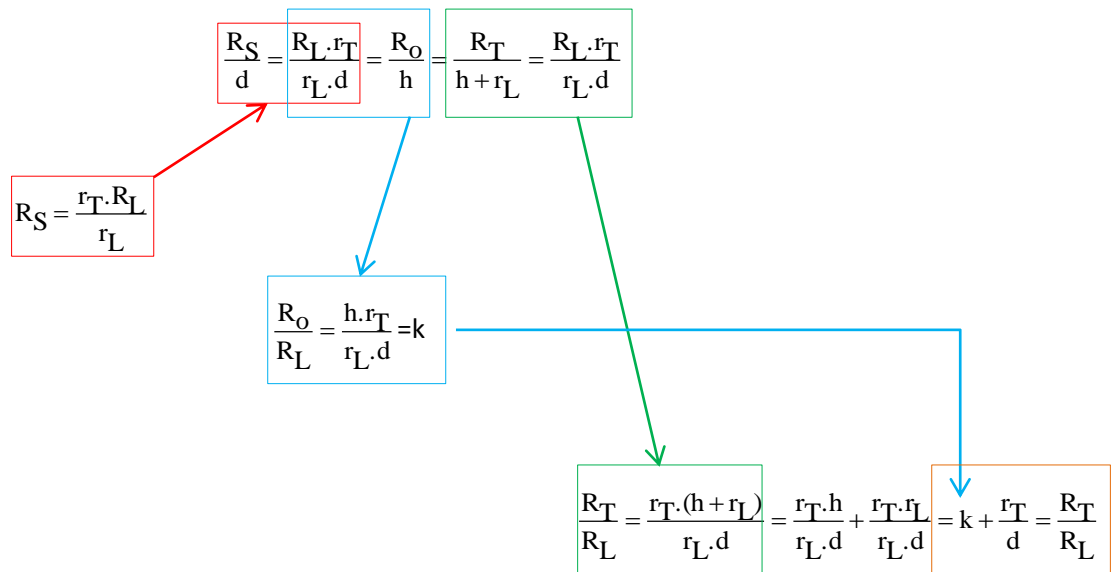 R_S/d = R_L.r_T/r_L.d = R_o/h = R_T/h+r_L = R_L.r_T/r_L.d
R_S = r_T.R_L/r_L
R_o/R_L = h.r_T/r_L.d =k
R_T/R_L = r_T.(h+r_L)/r_L.d = r_T.h/r_L.d + r_T.r_L/r_L.d = k + r_T/d = R_T/R_L